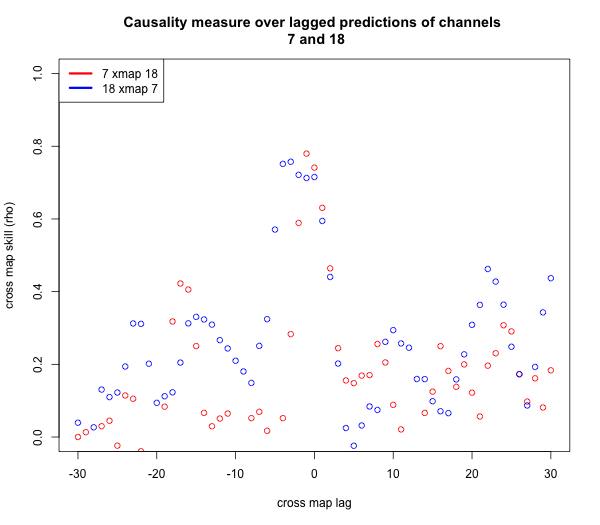 Causality measure over lagged predictions of channels
7 and 18
7 xmap 18
18 xmap 7
cross map skill (rho)
1.0
0.8
0.6
0.4
0.2
0.0
-30
-20
-10
0
10
20
30
cross map lag